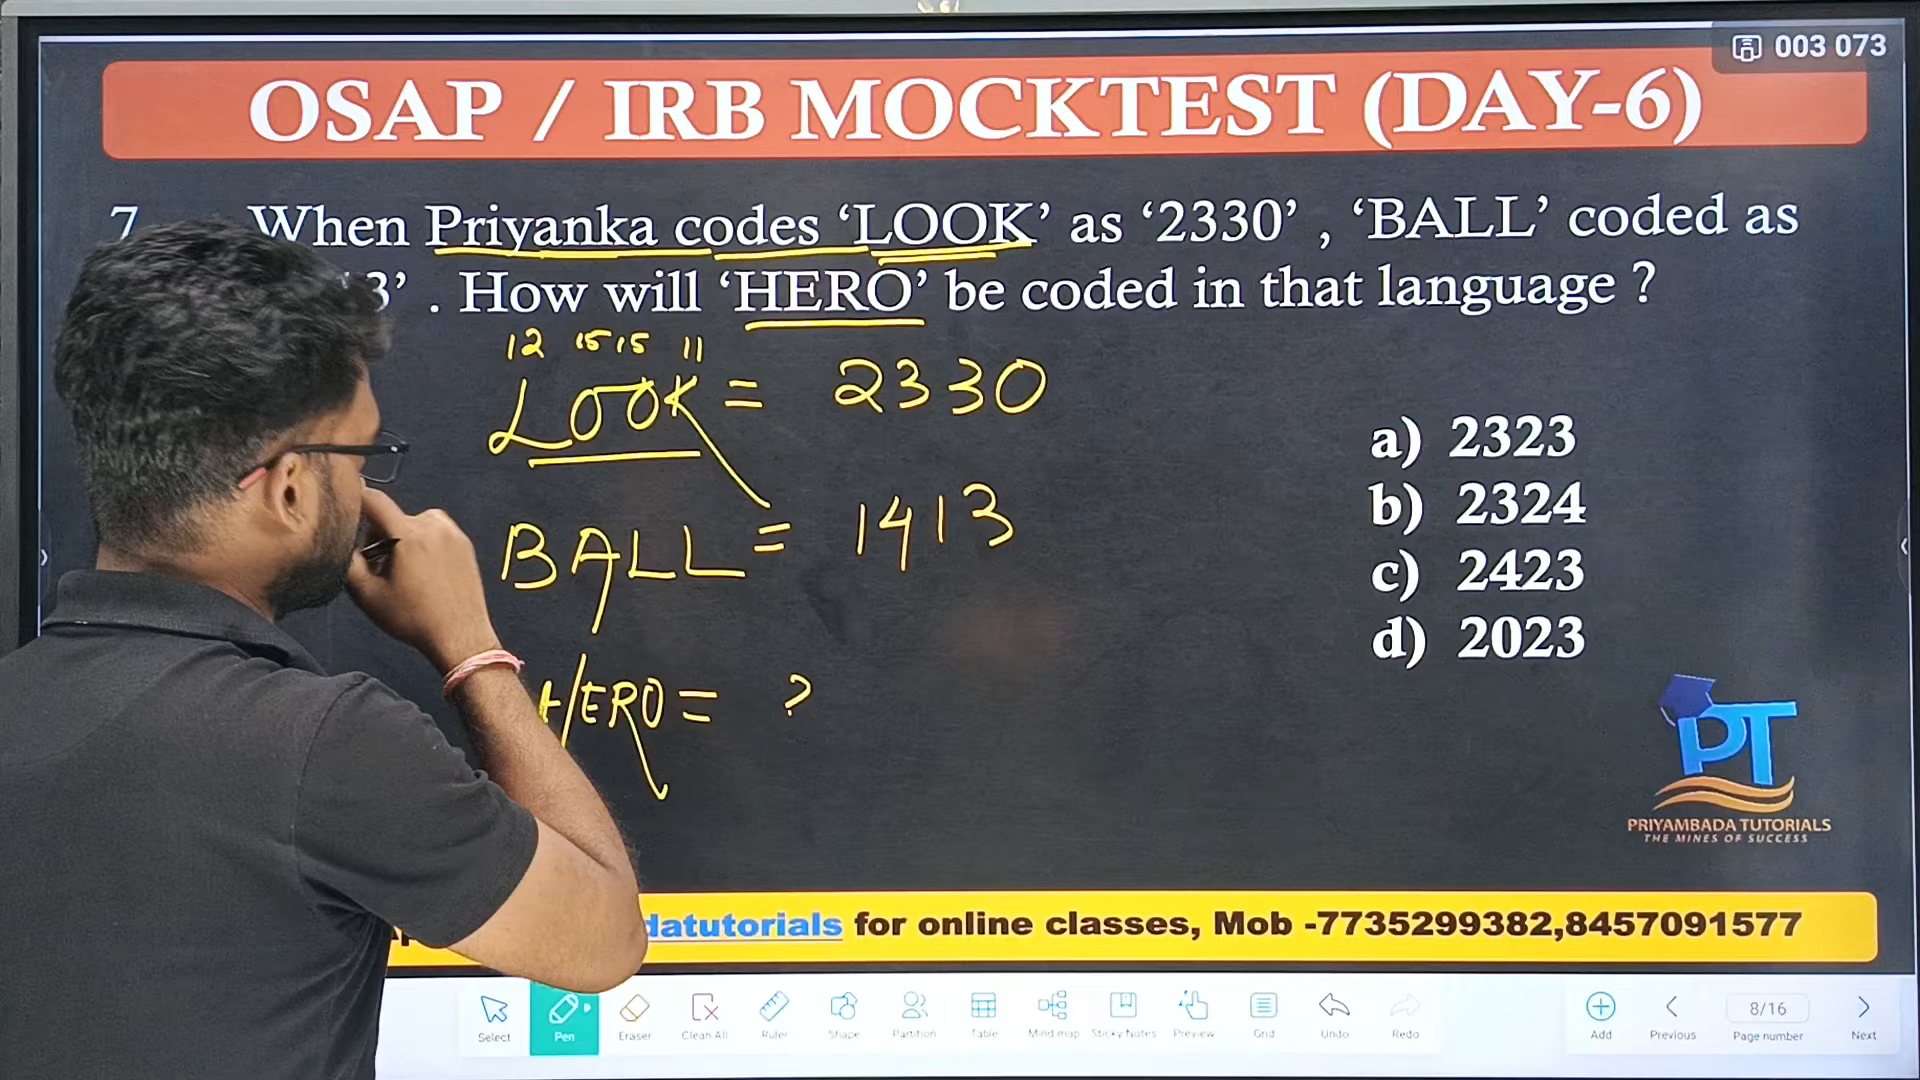 003 073
OSAP / IRB MOCKTEST (DAY-6)
7 When Priyanka codes ‘LOOK’ as ‘2330’ , ‘BALL’ coded as
13’ . How will ‘HERO’ be coded in that language ?
12 15 15 11
LOOK = 2330
BALL = 1413
HERO = ?
a) 2323
b) 2324
c) 2423
d) 2023
PT
PRIYAMBADA TUTORIALS
THE MINES OF SUCCESS
datutorials for online classes, Mob -7735299382,8457091577
Select Pen Eraser Clean All Ruler Shape Partition Table Mind map Sticky Notes Preview Grid Undo Redo Add Previous 8/16 Page number Next